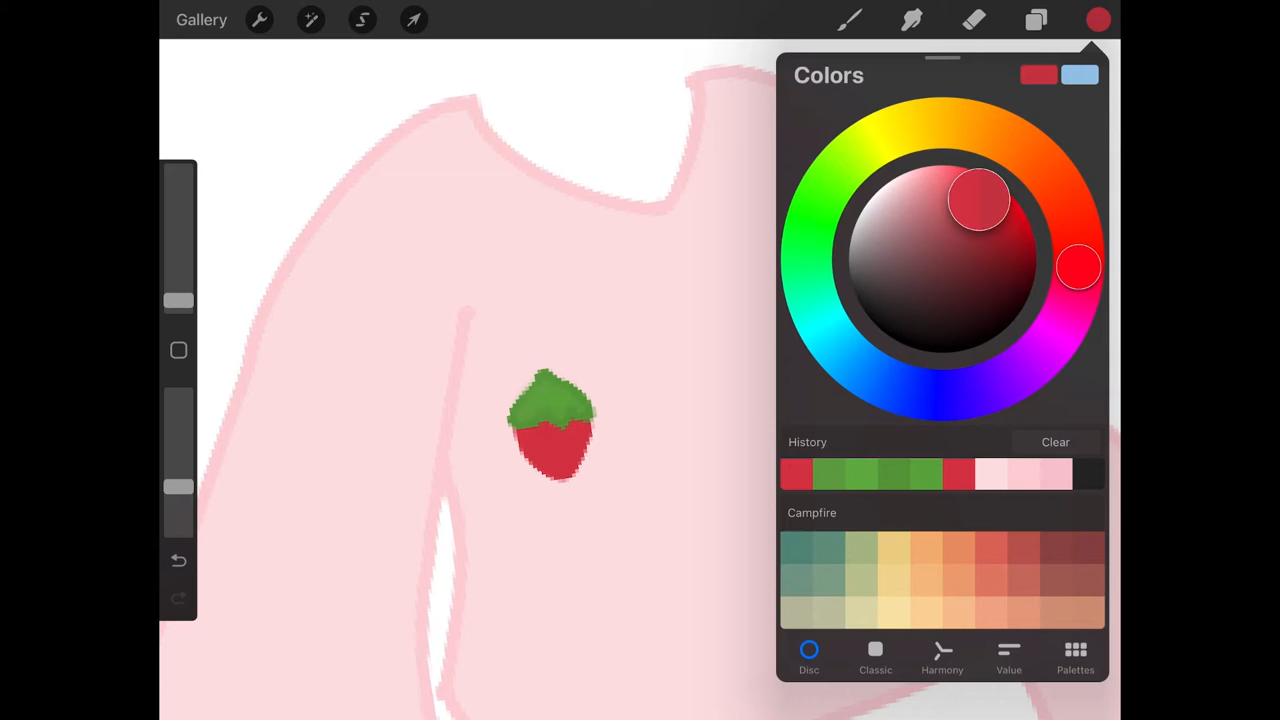 Gallery
Colors
History
Clear
Campfire
Disc
Classic
Harmony
Value
Palettes